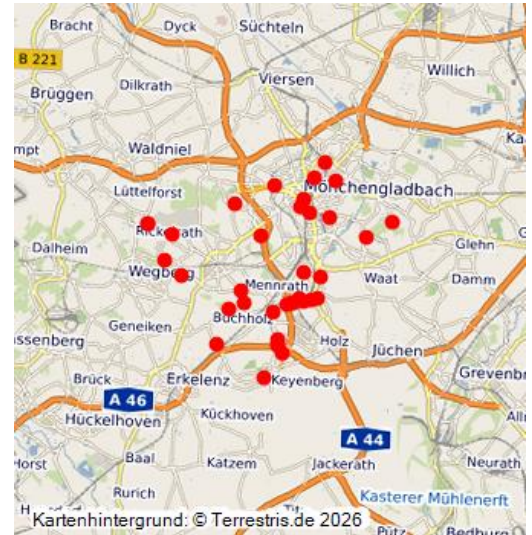 Bracht Dyck Süchteln
B 221
Viersen
Willich
Dilkrath
Brüggen
Waldniel
Mönchengladbach
Lüttelforst
Rickelrath
Glehn
Dalheim
Wegberg
Mennrath
Waat
Damm
Buchholz
Geneiken
Holz
Jüchen
Brück
Erkelenz
Keyenberg
Grevenbr
A 46
Hückelhoven
Kückhoven
A 44
Horst
Baal
Katzem
Jackerath
Neurath
Rurich
Kasterer Mühlenerft
Kartenhintergrund: © Terrestris.de 2026
Pütz
Bedburg